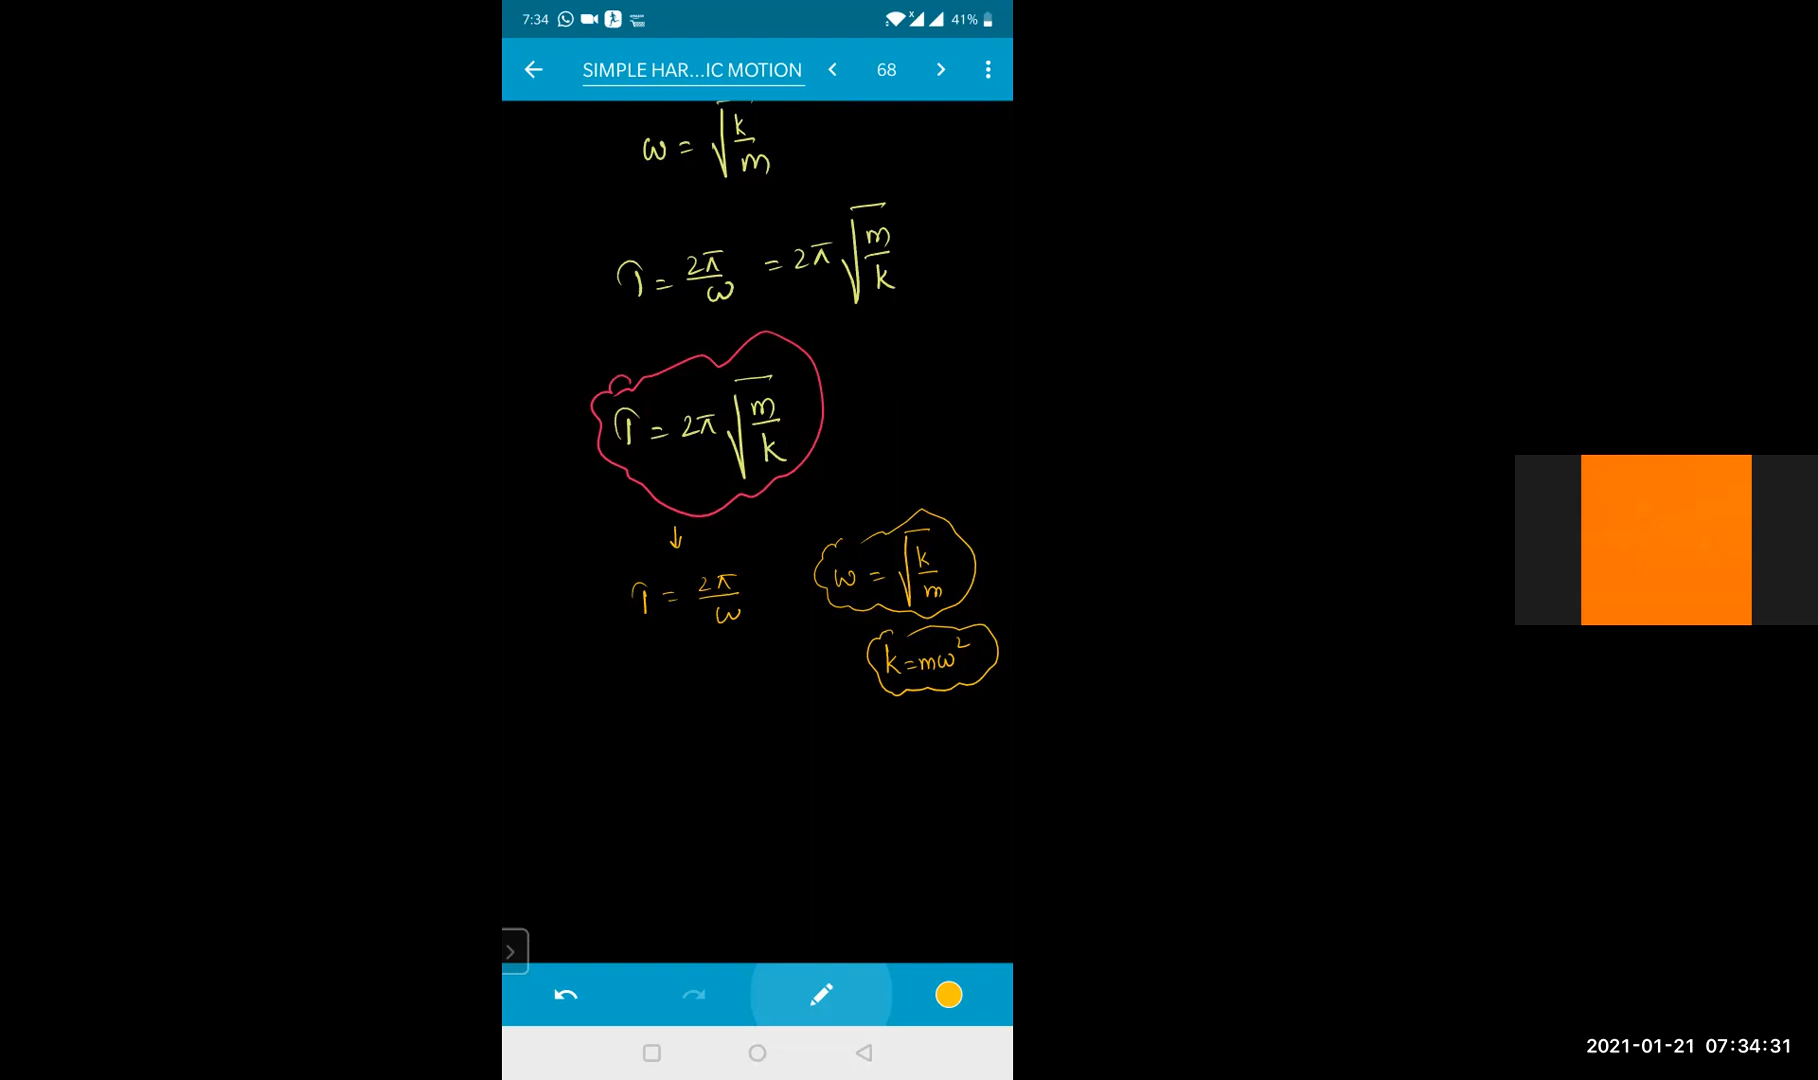 7:34 41%
SIMPLE HAR...IC MOTION < 68 >
ω = √(k/m)
T = 2π/ω = 2π √(m/k)
T = 2π √(m/k)
↓
T = 2π/ω
ω = √(k/m)
k = mω²
2021-01-21 07:34:31